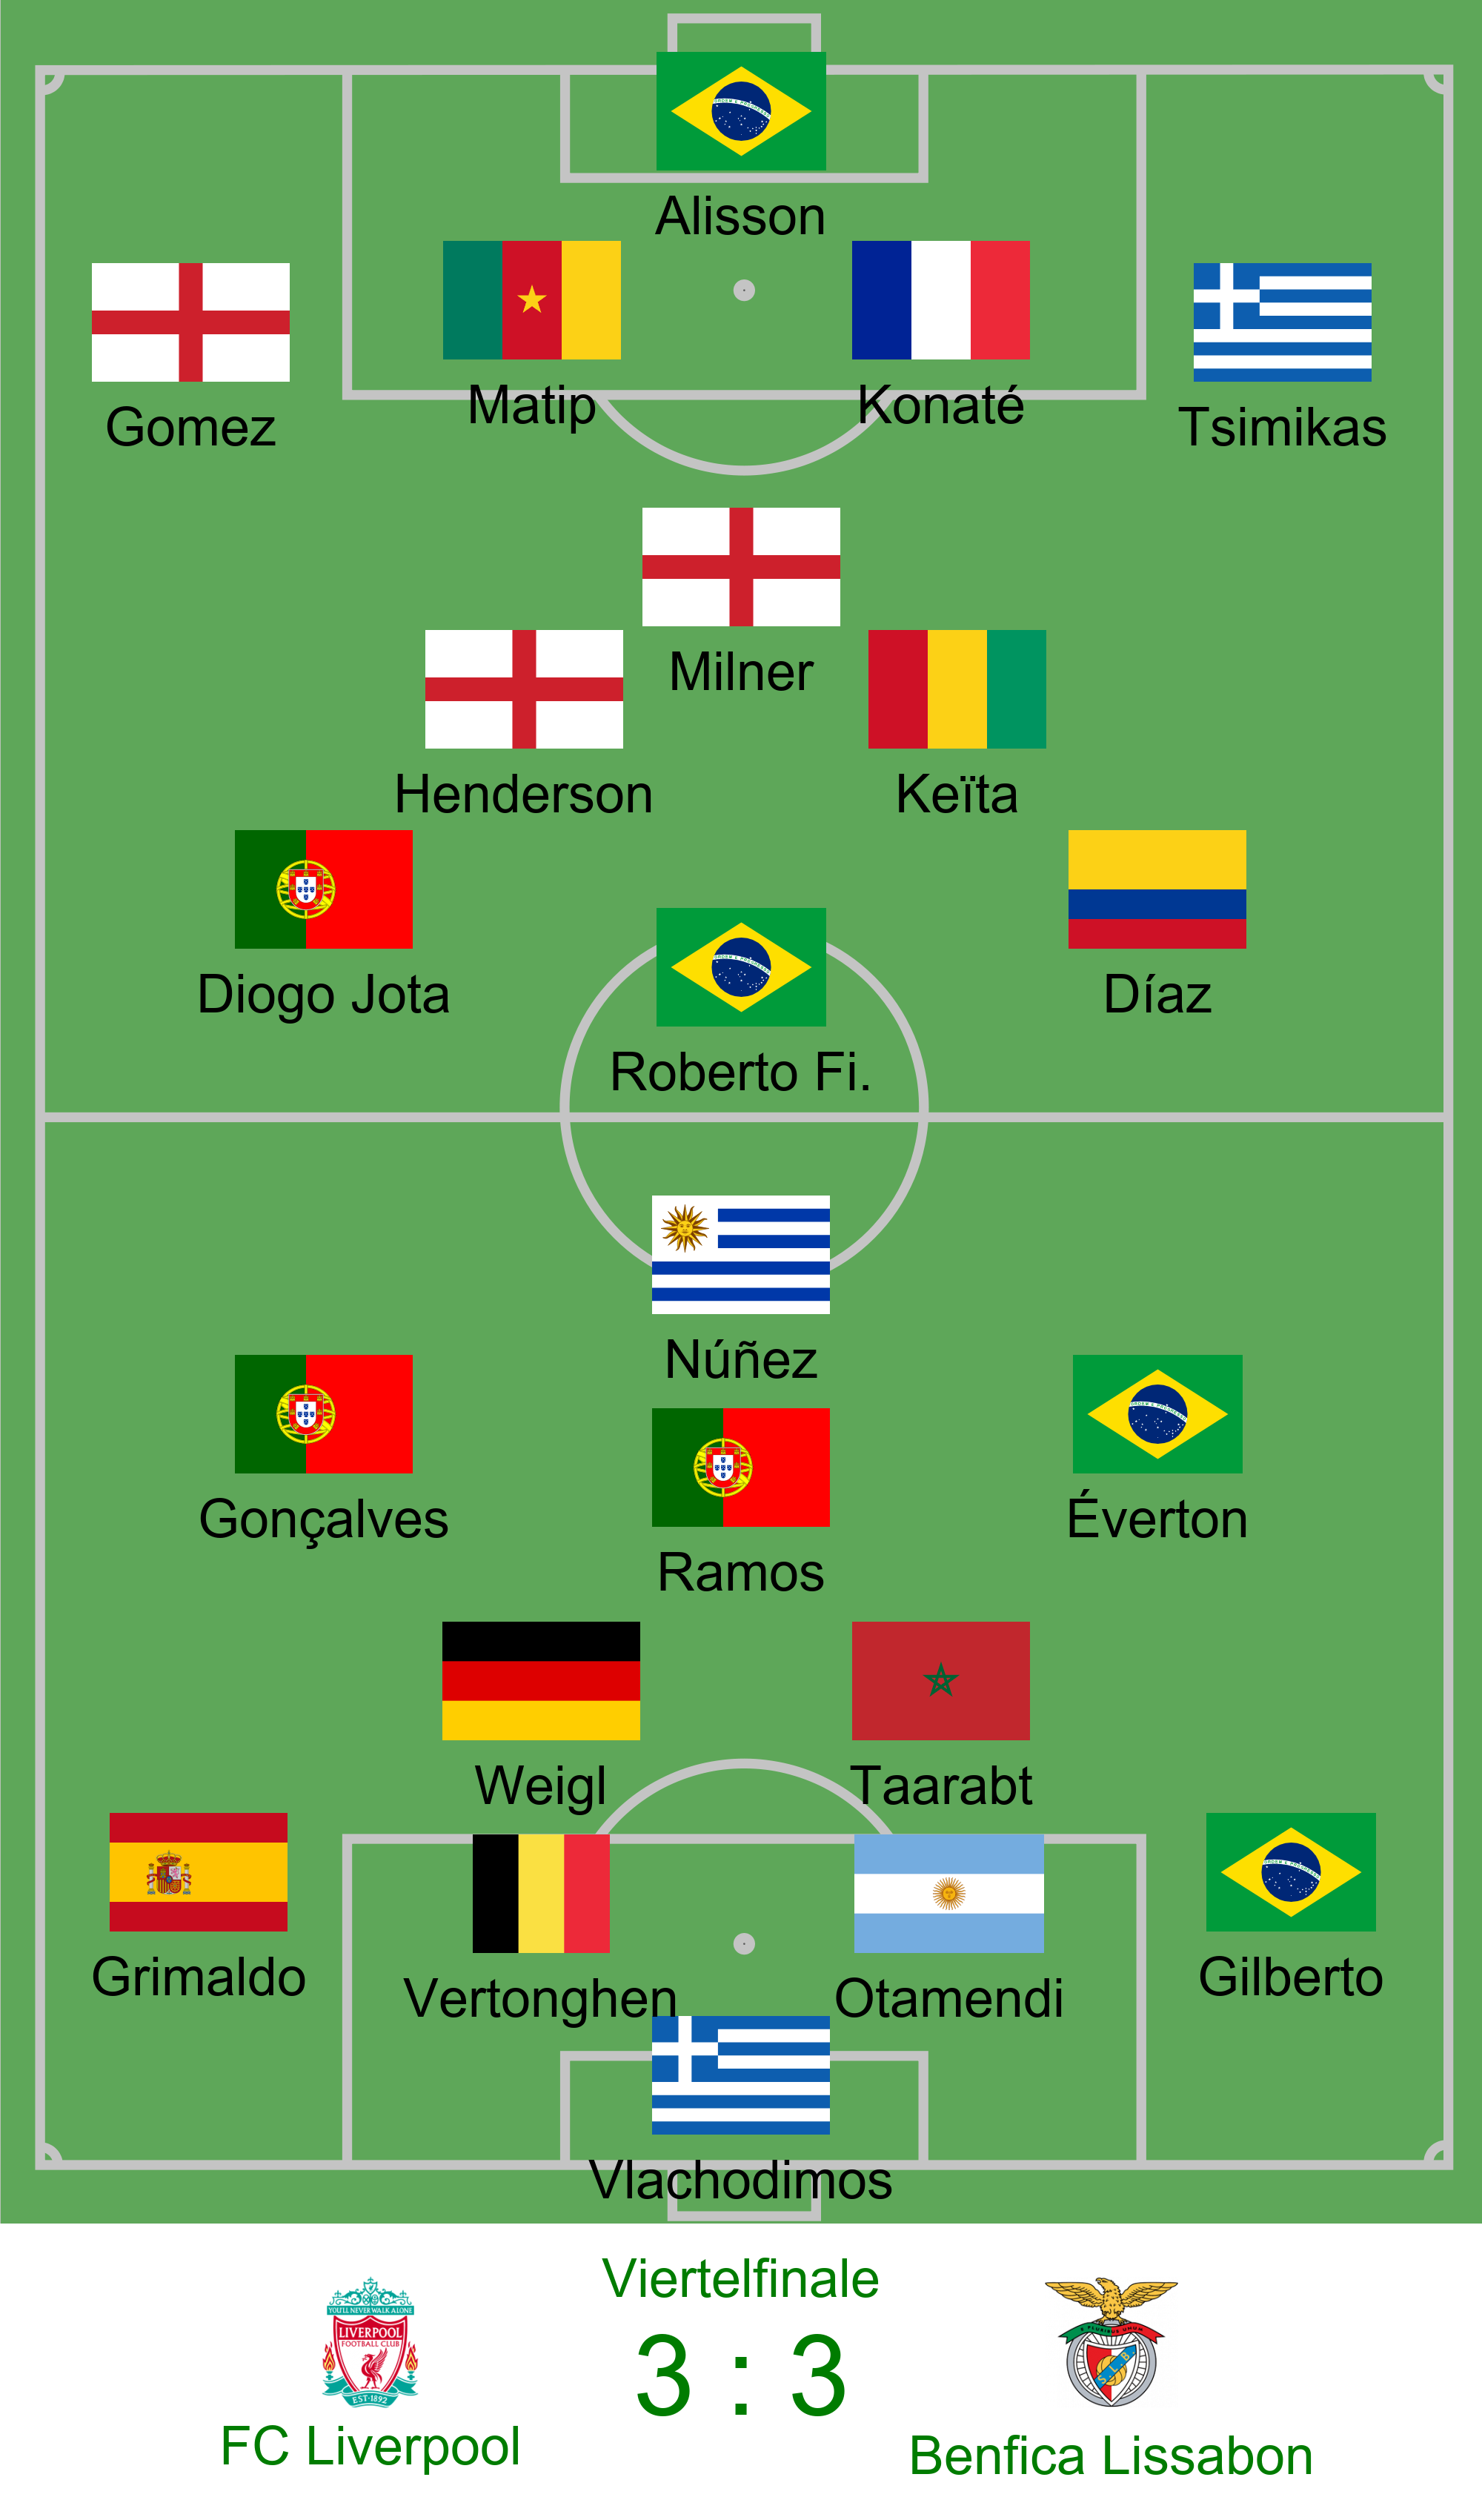 Alisson
Gomez
Matip
Konaté
Tsimikas
Milner
Henderson
Keïta
Diogo Jota
Díaz
Roberto Fi.
Núñez
Gonçalves
Éverton
Ramos
Weigl
Taarabt
Grimaldo
Vertonghen
Otamendi
Gilberto
Vlachodimos
Viertelfinale
3 : 3
YOU'LL NEVER WALK ALONE
LIVERPOOL
FOOTBALL CLUB
EST·1892
E PLURIBUS UNUM
S L B
FC Liverpool
Benfica Lissabon